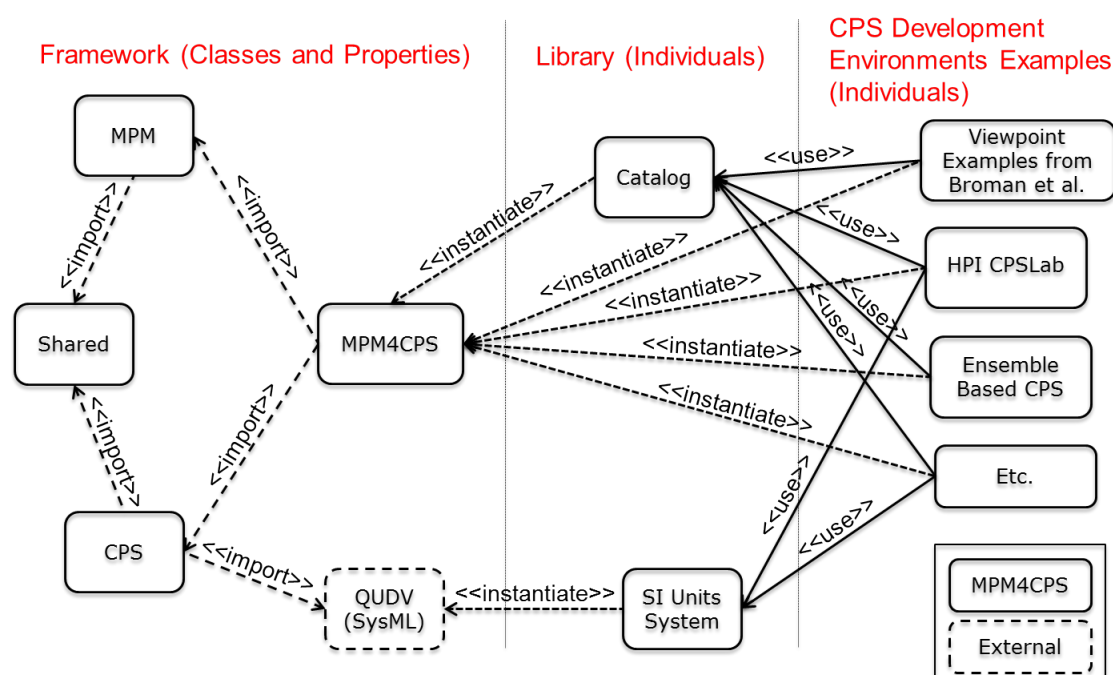 Framework (Classes and Properties)
Library (Individuals)
CPS Development
Environments Examples
(Individuals)
MPM
Viewpoint
Examples from
Broman et al.
<<use>>
Catalog
<<import>>
<<import>>
<<instantiate>>
<<use>>
<<instantiate>>
HPI CPSLab
<<instantiate>>
<<use>>
<<use>>
Shared
MPM4CPS
<<instantiate>>
Ensemble
Based CPS
<<import>>
<<import>>
<<instantiate>>
Etc.
<<use>>
<<use>>
CPS
<<import>>
QUDV
(SysML)
<<instantiate>>
SI Units
System
MPM4CPS
External